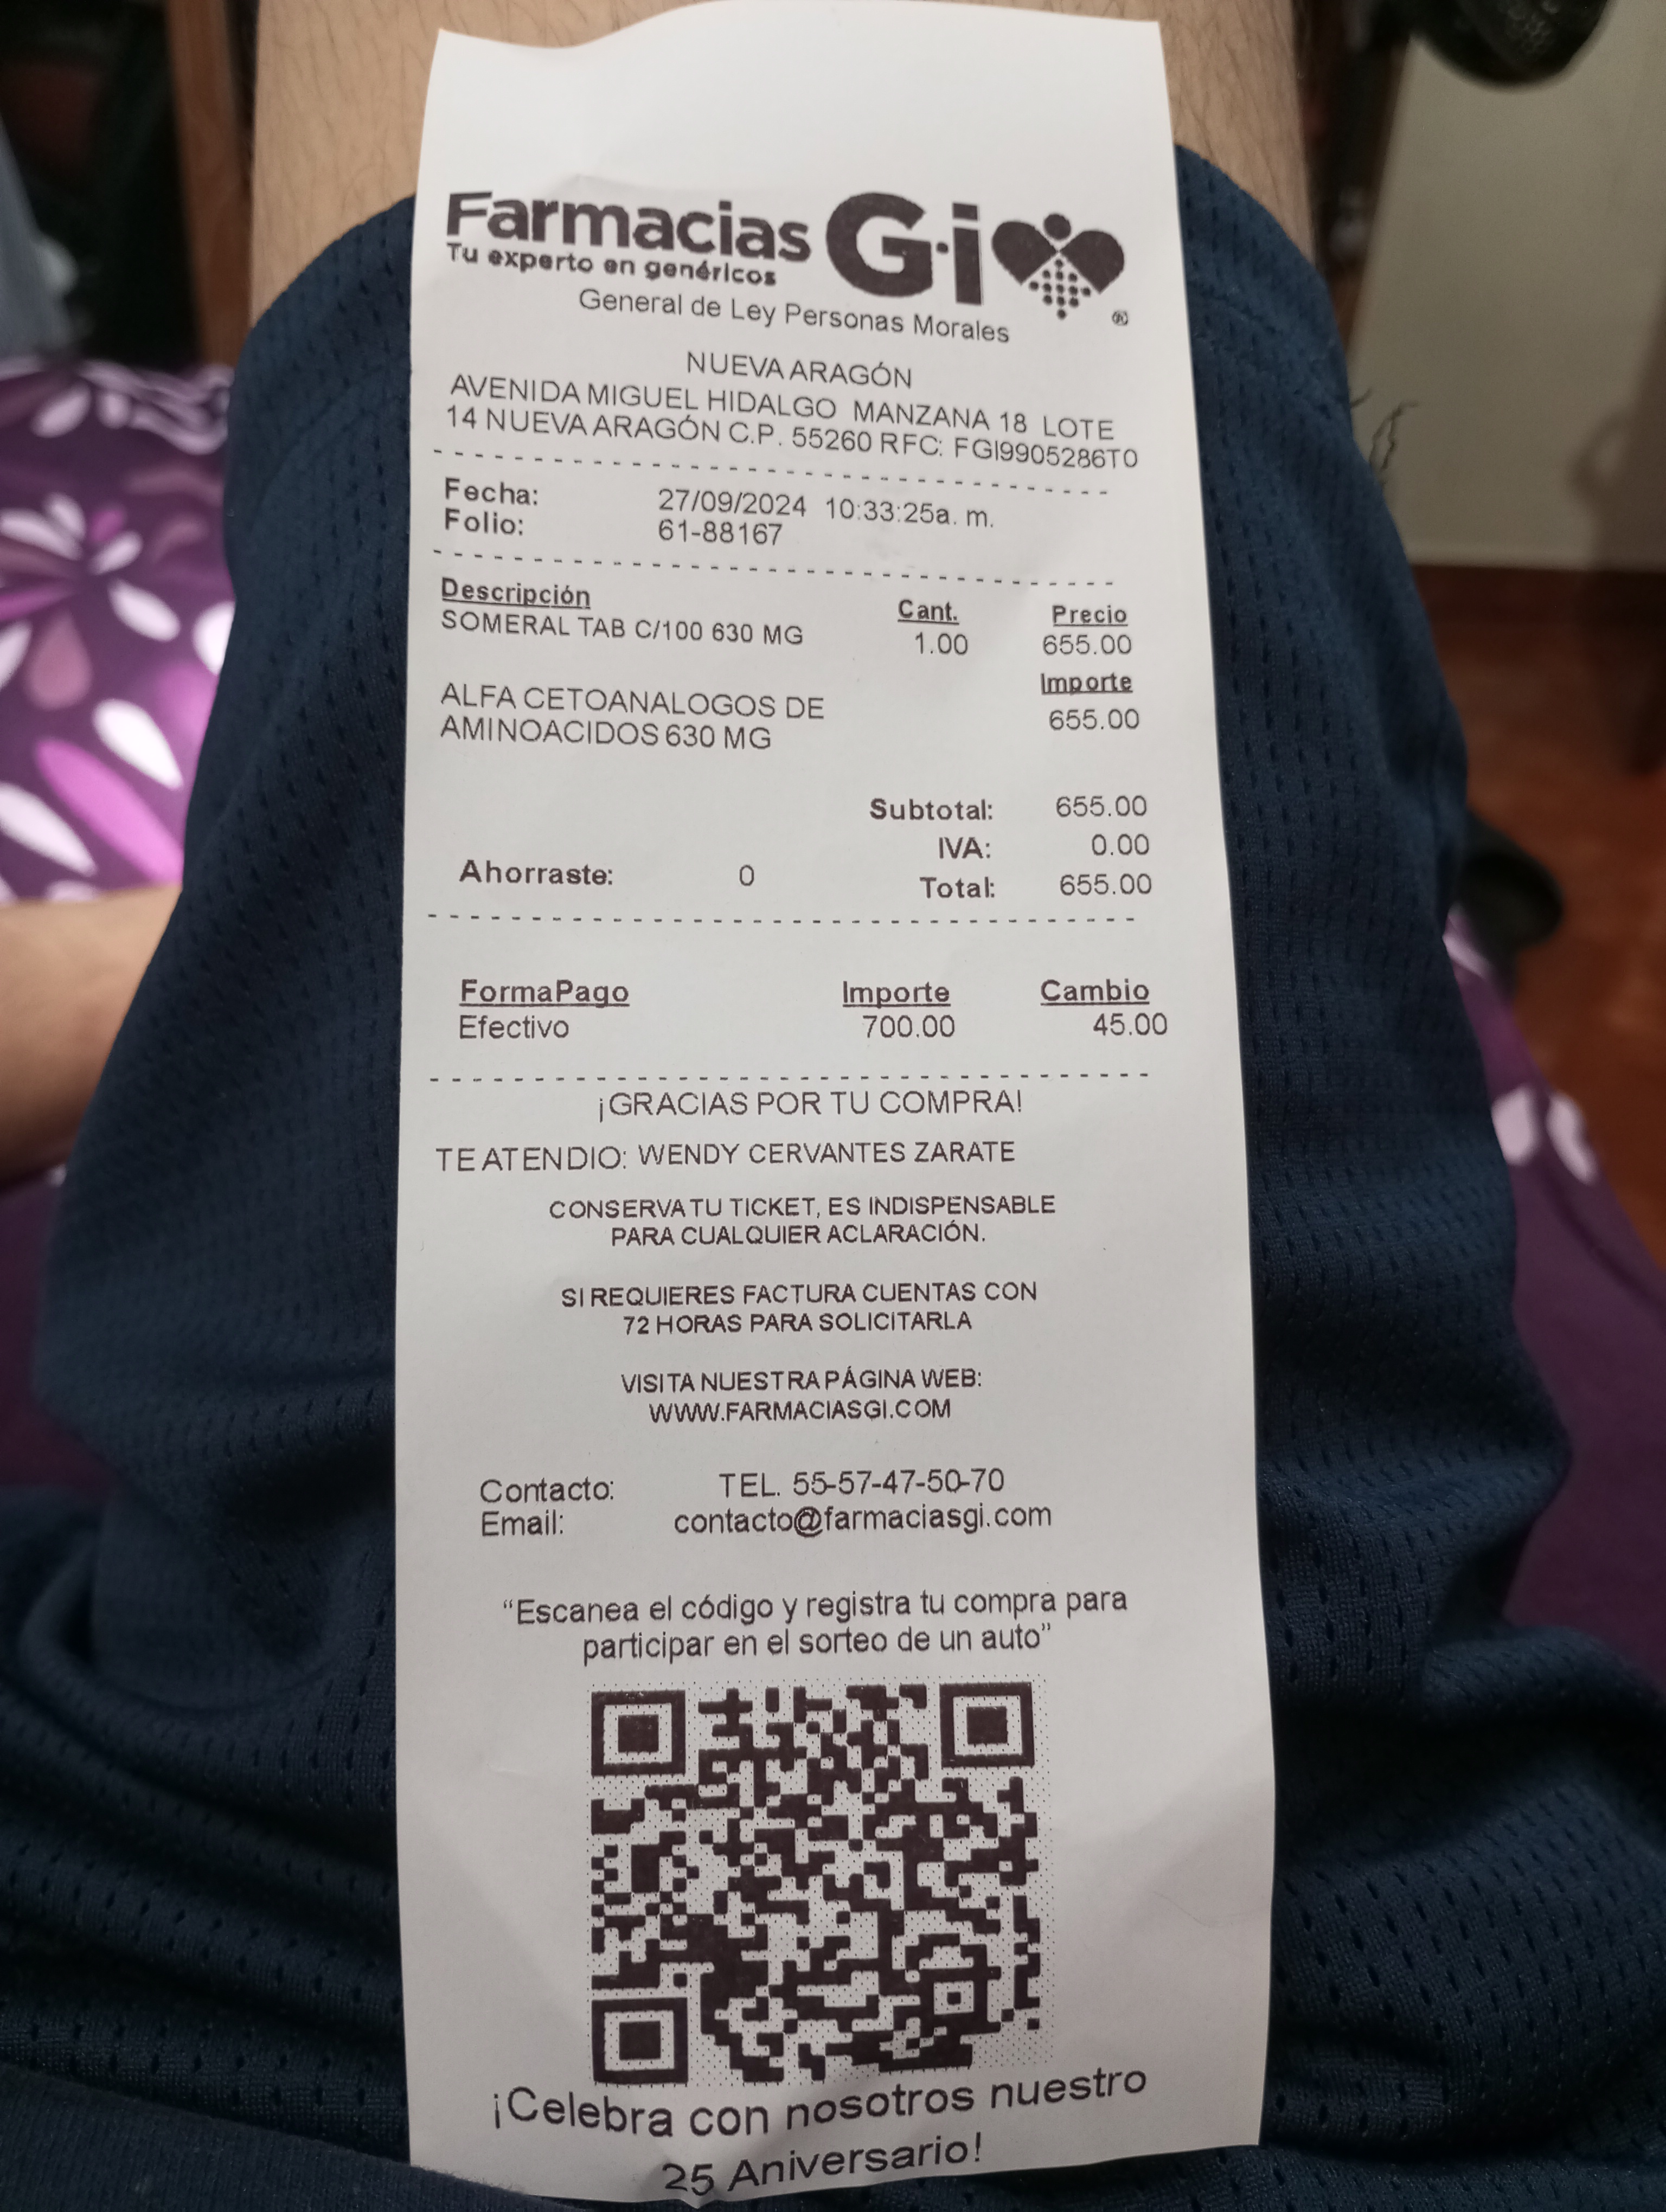 Farmacias G·i
Tu experto en genéricos
®
General de Ley Personas Morales
NUEVA ARAGÓN
AVENIDA MIGUEL HIDALGO MANZANA 18 LOTE
14 NUEVA ARAGÓN C.P. 55260 RFC: FGI9905286T0
Fecha: 27/09/2024 10:33:25a. m.
Folio: 61-88167
Descripción Cant. Precio
SOMERAL TAB C/100 630 MG 1.00 655.00
Importe
ALFA CETOANALOGOS DE 655.00
AMINOACIDOS 630 MG
Subtotal: 655.00
IVA: 0.00
Ahorraste: 0 Total: 655.00
FormaPago Importe Cambio
Efectivo 700.00 45.00
¡GRACIAS POR TU COMPRA!
TE ATENDIO: WENDY CERVANTES ZARATE
CONSERVA TU TICKET, ES INDISPENSABLE
PARA CUALQUIER ACLARACIÓN.
SI REQUIERES FACTURA CUENTAS CON
72 HORAS PARA SOLICITARLA
VISITA NUESTRA PÁGINA WEB:
WWW.FARMACIASGI.COM
Contacto: TEL. 55-57-47-50-70
Email: contacto@farmaciasgi.com
“Escanea el código y registra tu compra para
participar en el sorteo de un auto”
¡Celebra con nosotros nuestro
25 Aniversario!